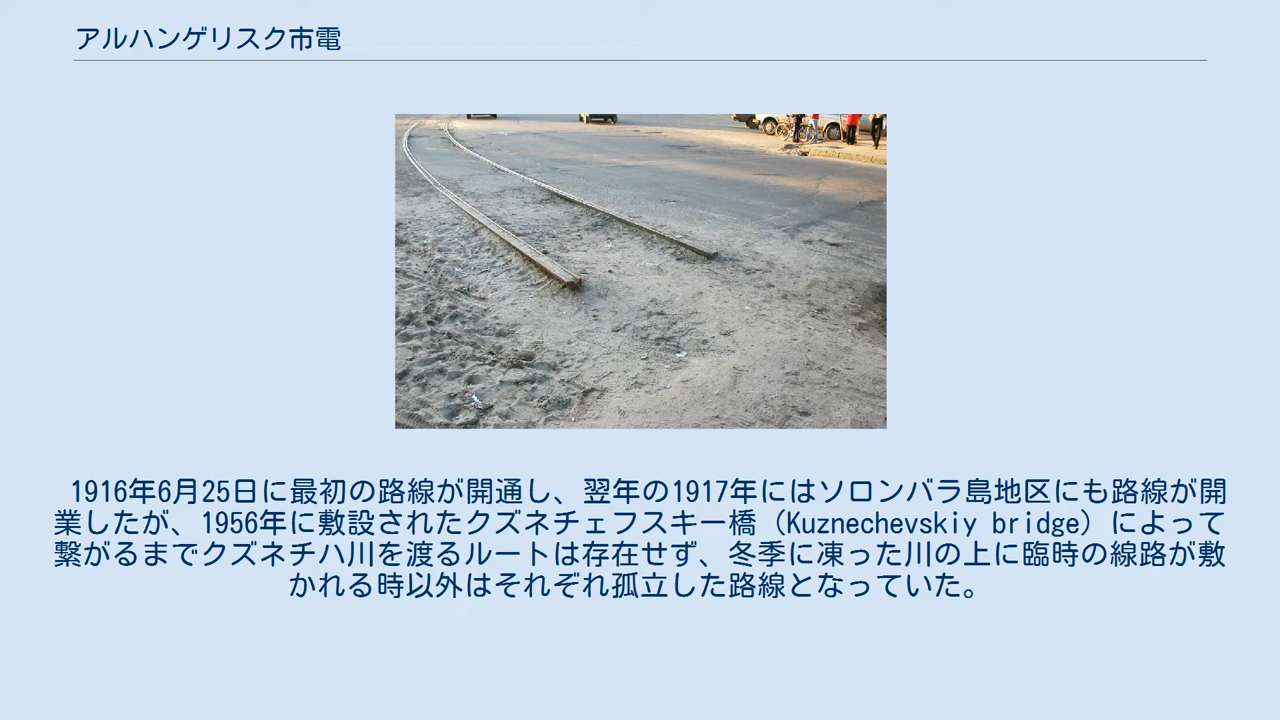 アルハンゲリスク市電
1916年6月25日に最初の路線が開通し、翌年の1917年にはソロンバラ島地区にも路線が開
業したが、1956年に敷設されたクズネチェフスキー橋（Kuznechevskiy bridge）によって
繋がるまでクズネチハ川を渡るルートは存在せず、冬季に凍った川の上に臨時の線路が敷
かれる時以外はそれぞれ孤立した路線となっていた。